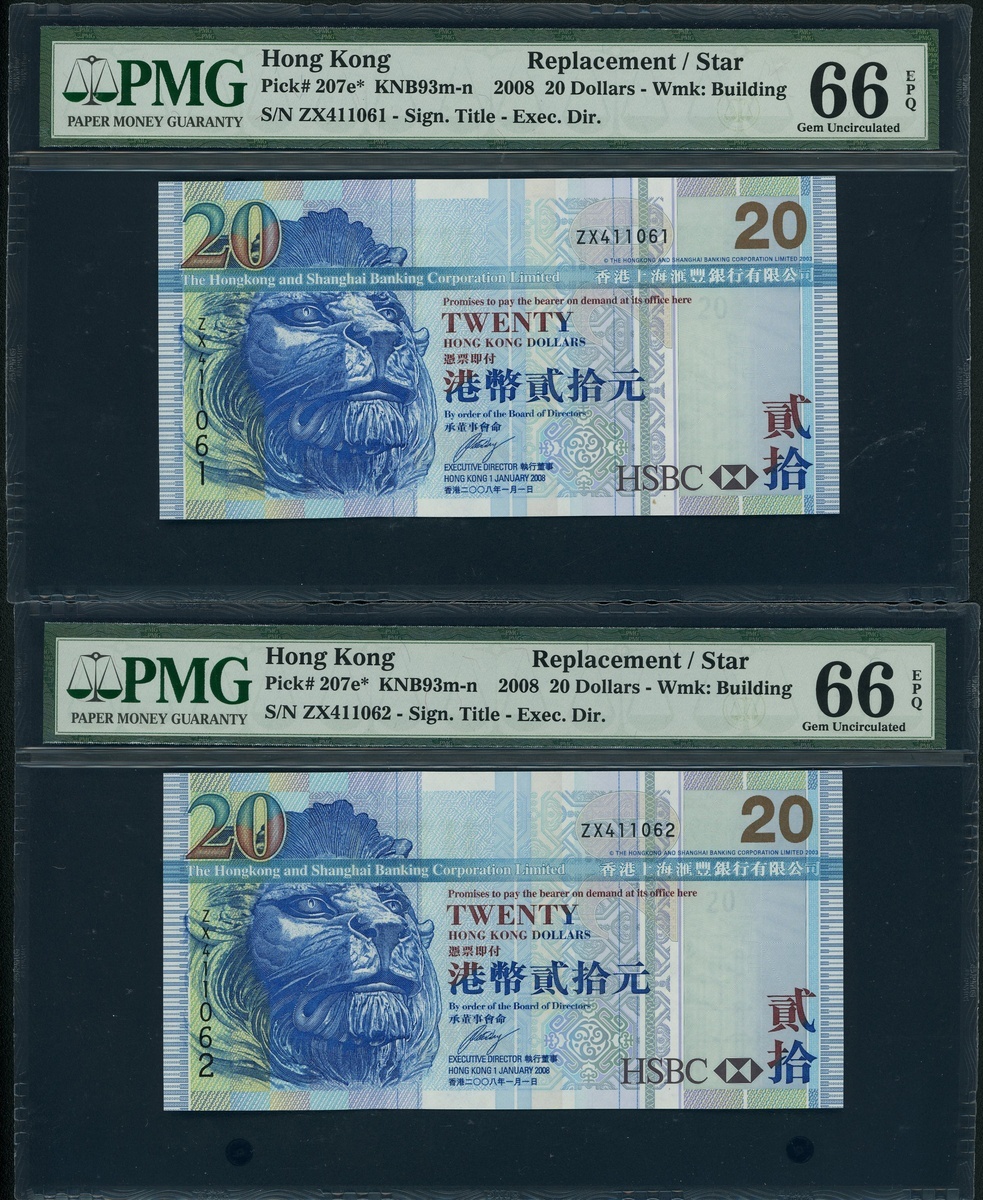 PMG
PAPER MONEY GUARANTY
Hong Kong Replacement / Star
Pick# 207e* KNB93m-n 2008 20 Dollars - Wmk: Building
S/N ZX411061 - Sign. Title - Exec. Dir.
66 EPQ
Gem Uncirculated
20
ZX411061
20
© THE HONGKONG AND SHANGHAI BANKING CORPORATION LIMITED 2003
The Hongkong and Shanghai Banking Corporation Limited 香港上海滙豐銀行有限公司
Promises to pay the bearer on demand at its office here
20
TWENTY
HONG KONG DOLLARS
憑票即付
港幣貳拾元
By order of the Board of Directors
承董事會命
EXECUTIVE DIRECTOR 執行董事
HONG KONG 1 JANUARY 2008
香港二〇〇八年一月一日
HSBC
貳拾
ZX411061
PMG
PAPER MONEY GUARANTY
Hong Kong Replacement / Star
Pick# 207e* KNB93m-n 2008 20 Dollars - Wmk: Building
S/N ZX411062 - Sign. Title - Exec. Dir.
66 EPQ
Gem Uncirculated
20
ZX411062
20
© THE HONGKONG AND SHANGHAI BANKING CORPORATION LIMITED 2003
The Hongkong and Shanghai Banking Corporation Limited 香港上海滙豐銀行有限公司
Promises to pay the bearer on demand at its office here
20
TWENTY
HONG KONG DOLLARS
憑票即付
港幣貳拾元
By order of the Board of Directors
承董事會命
EXECUTIVE DIRECTOR 執行董事
HONG KONG 1 JANUARY 2008
香港二〇〇八年一月一日
HSBC
貳拾
ZX411062